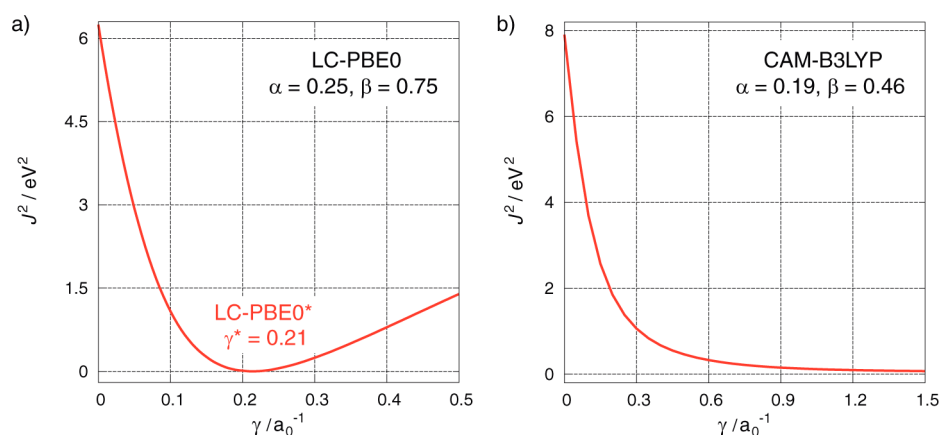 a)
LC-PBE0
α = 0.25, β = 0.75
J² / eV²
6
4.5
3
1.5
0
LC-PBE0*
γ* = 0.21
0
0.1
0.2
0.3
0.4
0.5
γ / a₀⁻¹
b)
CAM-B3LYP
α = 0.19, β = 0.46
J² / eV²
8
6
4
2
0
0
0.3
0.6
0.9
1.2
1.5
γ / a₀⁻¹